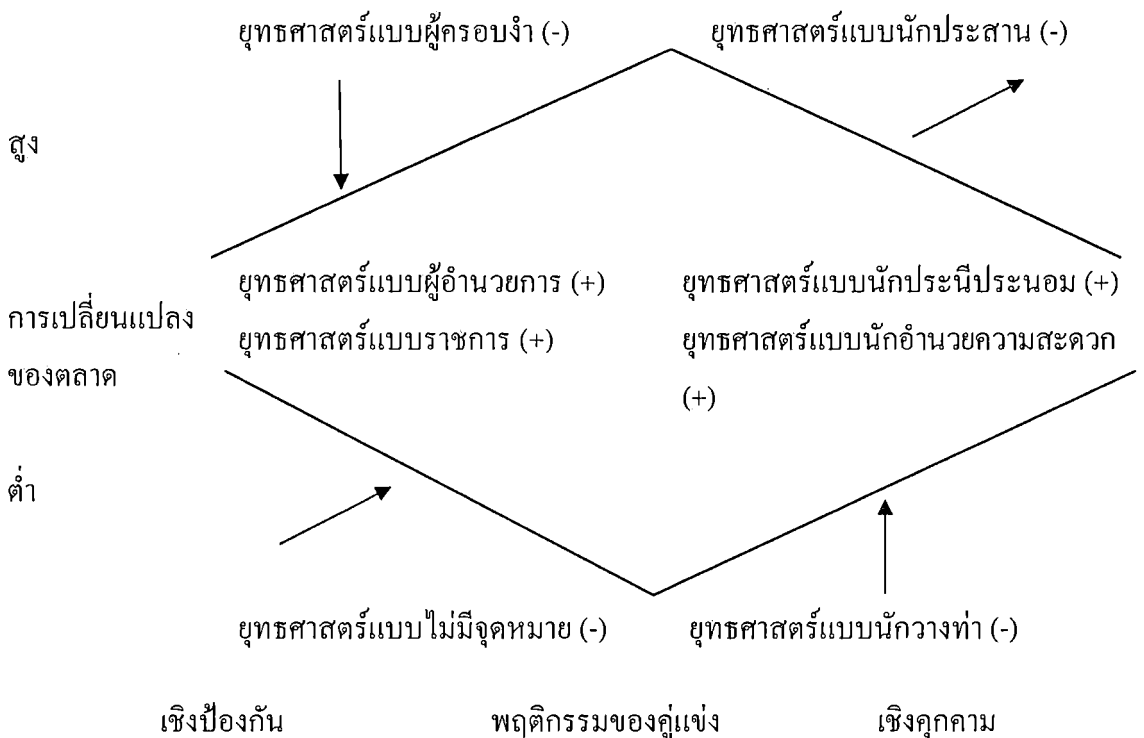 ยุทธศาสตร์แบบผู้ครอบงำ (-) ยุทธศาสตร์แบบนักประสาน (-)
สูง
ยุทธศาสตร์แบบผู้อำนวยการ (+) ยุทธศาสตร์แบบนักประนีประนอม (+)
การเปลี่ยนแปลง
ยุทธศาสตร์แบบราชการ (+) ยุทธศาสตร์แบบนักอำนวยความสะดวก
ของตลาด
(+)
ต่ำ
ยุทธศาสตร์แบบไม่มีจุดหมาย (-) ยุทธศาสตร์แบบนักวางท่า (-)
เชิงป้องกัน พฤติกรรมของคู่แข่ง เชิงคุกคาม